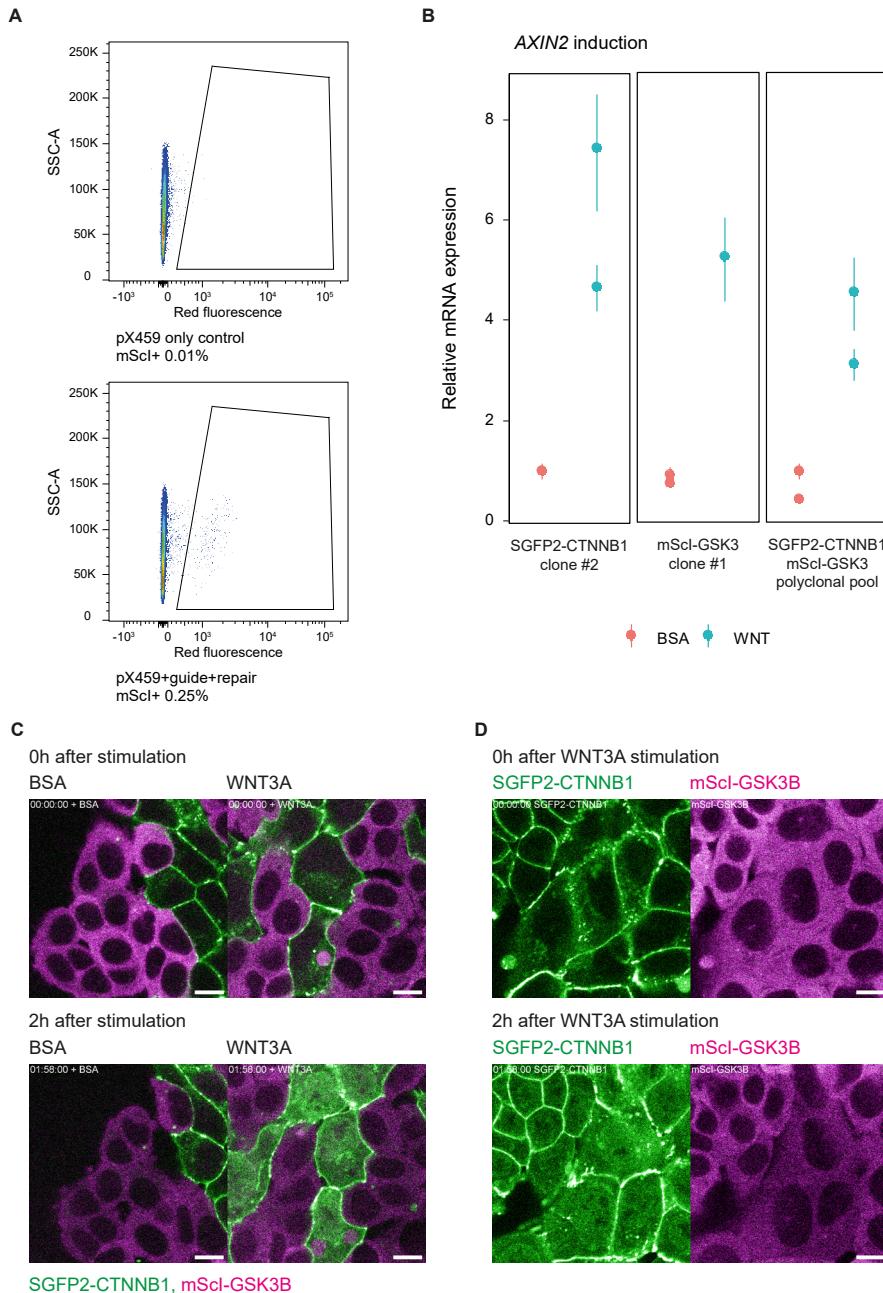 A
250K
200K
150K
100K
50K
0
SSC-A
-10³ 0 10³ 10⁴ 10⁵
Red fluorescence
pX459 only control
mScI+ 0.01%
250K
200K
150K
100K
50K
0
SSC-A
-10³ 0 10³ 10⁴ 10⁵
Red fluorescence
pX459+guide+repair
mScI+ 0.25%
B
AXIN2 induction
Relative mRNA expression
8
6
4
2
0
SGFP2-CTNNB1
clone #2
mScI-GSK3
clone #1
SGFP2-CTNNB1
mScI-GSK3
polyclonal pool
BSA WNT
C
0h after stimulation
BSA WNT3A
00:00:00 + BSA 00:00:00 + WNT3A
2h after stimulation
BSA WNT3A
01:58:00 + BSA 01:58:00 + WNT3A
SGFP2-CTNNB1, mScI-GSK3B
D
0h after WNT3A stimulation
SGFP2-CTNNB1 mScI-GSK3B
00:00:00 SGFP2-CTNNB1 mScI-GSK3B
2h after WNT3A stimulation
SGFP2-CTNNB1 mScI-GSK3B
01:58:00 SGFP2-CTNNB1 mScI-GSK3B